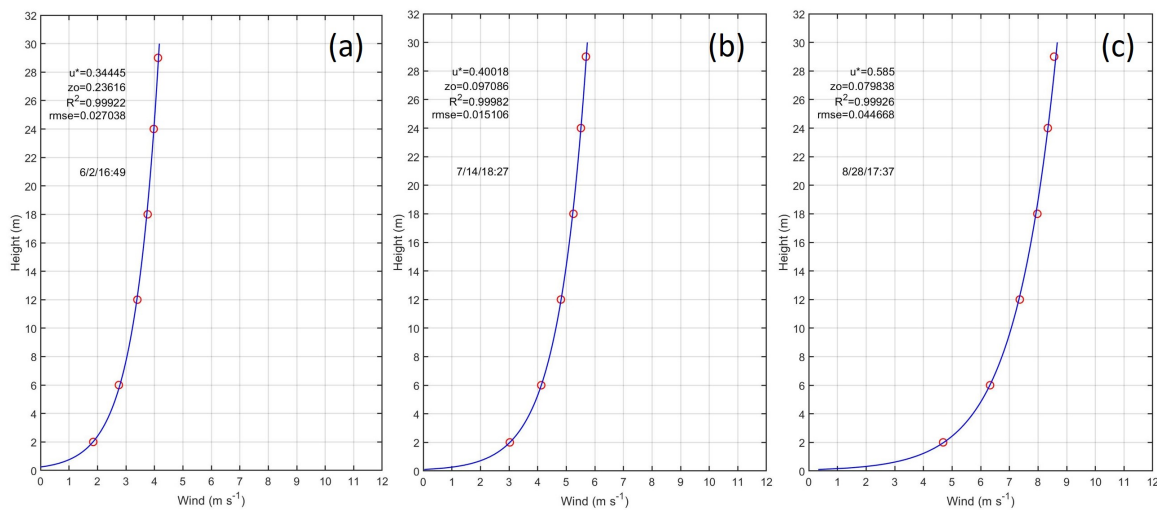 (a)
u*=0.34445
zo=0.23616
R²=0.99922
rmse=0.027038
6/2/16:49
Height (m)
32
30
28
26
24
22
20
18
16
14
12
10
8
6
4
2
0
0 1 2 3 4 5 6 7 8 9 10 11 12
Wind (m s⁻¹)
(b)
u*=0.40018
zo=0.097086
R²=0.99982
rmse=0.015106
7/14/18:27
Height (m)
32
30
28
26
24
22
20
18
16
14
12
10
8
6
4
2
0
0 1 2 3 4 5 6 7 8 9 10 11 12
Wind (m s⁻¹)
(c)
u*=0.585
zo=0.079838
R²=0.99926
rmse=0.044668
8/28/17:37
Height (m)
32
30
28
26
24
22
20
18
16
14
12
10
8
6
4
2
0
0 1 2 3 4 5 6 7 8 9 10 11 12
Wind (m s⁻¹)